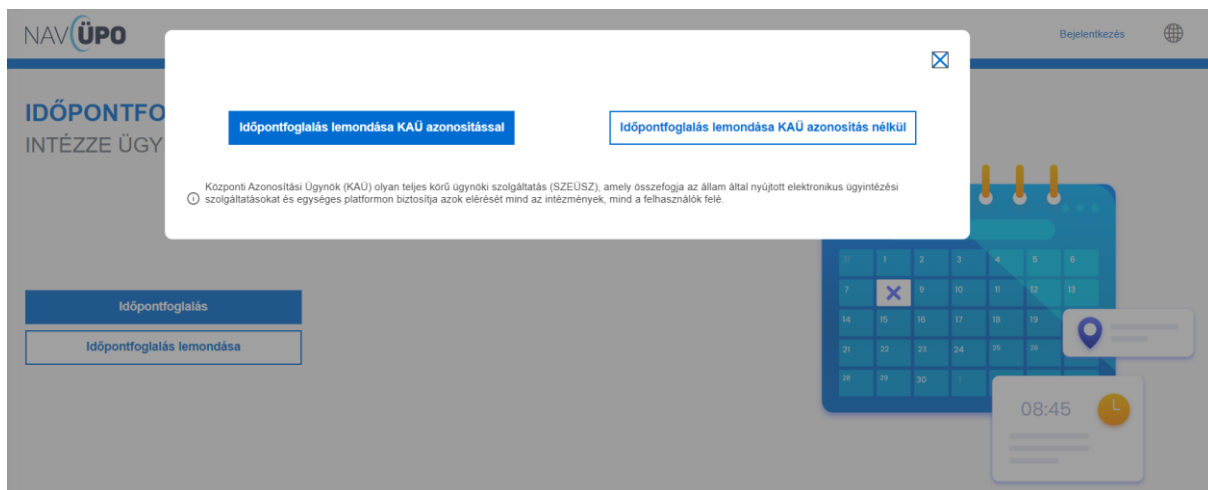 NAV ÜPO
Bejelentkezés
IDŐPONTFO
INTÉZZE ÜGY
Időpontfoglalás lemondása KAÜ azonosítással
Időpontfoglalás lemondása KAÜ azonosítás nélkül
Központi Azonosítási Ügynök (KAÜ) olyan teljes körű ügynöki szolgáltatás (SZEÜSZ), amely összefogja az állam által nyújtott elektronikus ügyintézési
szolgáltatásokat és egységes platformon biztosítja azok elérését mind az intézmények, mind a felhasználók felé.
Időpontfoglalás
Időpontfoglalás lemondása
31 1 2 3 4 5 6
7 9 10 11 12 13
14 15 16 17 18 19
21 22 23 24 25 26
28 29 30 1
08:45